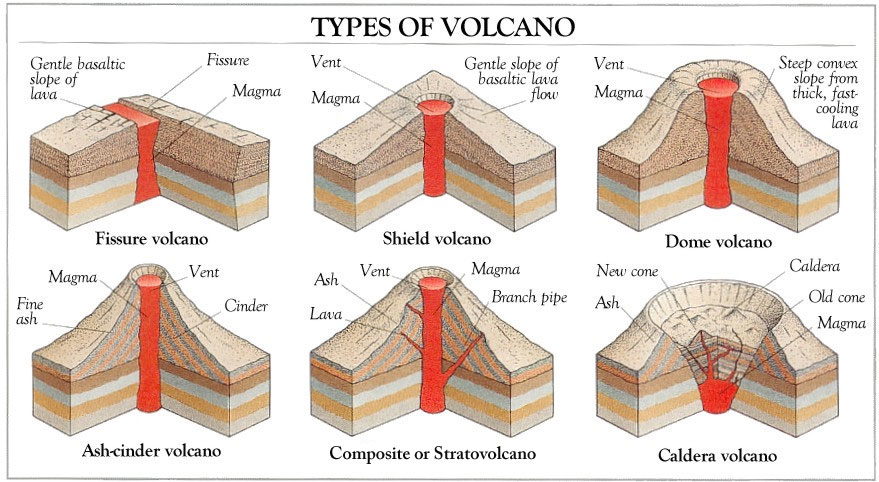 TYPES OF VOLCANO
Gentle basaltic
slope of
lava
Fissure
Magma
Fissure volcano
Vent
Magma
Gentle slope of
basaltic lava
flow
Shield volcano
Vent
Magma
Steep convex
slope from
thick, fast-
cooling
lava
Dome volcano
Magma
Vent
Fine
ash
Cinder
Ash-cinder volcano
Ash
Vent
Magma
Lava
Branch pipe
Composite or Stratovolcano
New cone
Caldera
Ash
Old cone
Magma
Caldera volcano